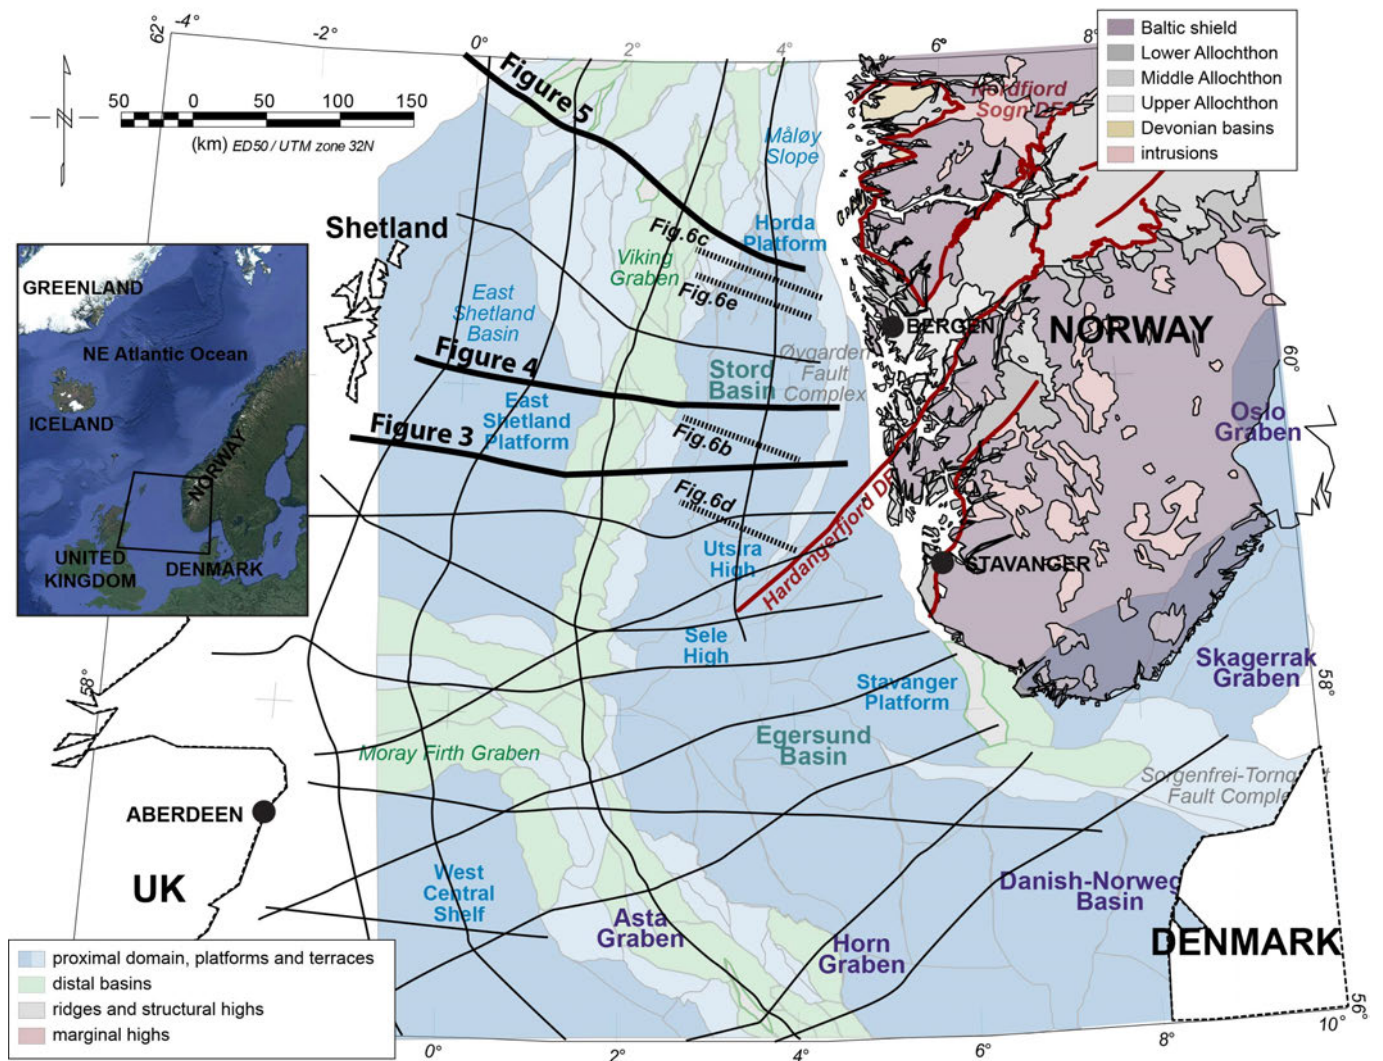 62°
-4°
-2°
0°
2°
4°
6°
8°
Baltic shield
Lower Allochthon
Middle Allochthon
Upper Allochthon
Devonian basins
intrusions
50 0 50 100 150
(km) ED50 / UTM zone 32N
N
Figure 5
Måløy
Slope
Nordfjord
Sogn DF
Shetland
Horda
Platform
Fig.6c
Viking
Graben
Fig.6e
East
Shetland
Basin
BERGEN
NORWAY
Øygarden
Fault
Complex
60°
Figure 4
Stord
Basin
East
Shetland
Platform
Oslo
Graben
Figure 3
Fig.6b
Fig.6d
Hardangerfjord DF
Utsira
High
STAVANGER
GREENLAND
NE Atlantic Ocean
ICELAND
NORWAY
UNITED
KINGDOM
DENMARK
Sele
High
Skagerrak
Graben
58°
58°
Stavanger
Platform
Egersund
Basin
Moray Firth Graben
Sorgenfrei-Tornq t
Fault Comple
ABERDEEN
UK
West
Central
Shelf
Danish-Norweg
Basin
Asta
Graben
Horn
Graben
DENMARK
proximal domain, platforms and terraces
distal basins
ridges and structural highs
marginal highs
56°
0°
2°
4°
6°
8°
10°